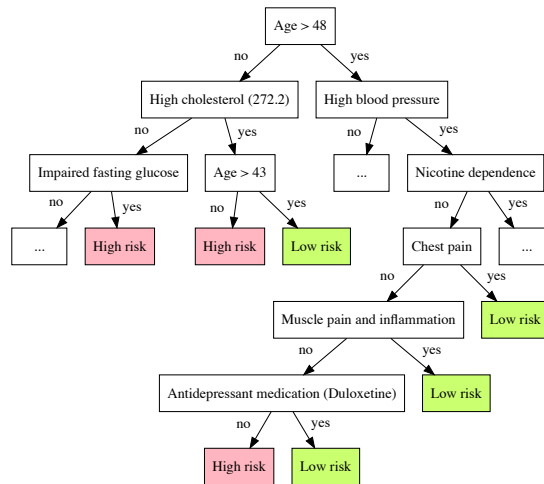 Age > 48
no
yes
High cholesterol (272.2)
High blood pressure
no
yes
no
yes
Impaired fasting glucose
Age > 43
...
Nicotine dependence
no
yes
no
yes
no
yes
...
High risk
High risk
Low risk
Chest pain
...
no
yes
Muscle pain and inflammation
Low risk
no
yes
Antidepressant medication (Duloxetine)
Low risk
no
yes
High risk
Low risk